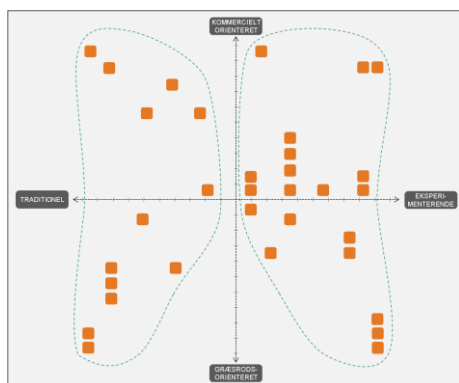 KOMMERCIELT
ORIENTERET
TRADITIONEL
EKSPERI-
MENTERENDE
GRÆSRODS-
ORIENTERET